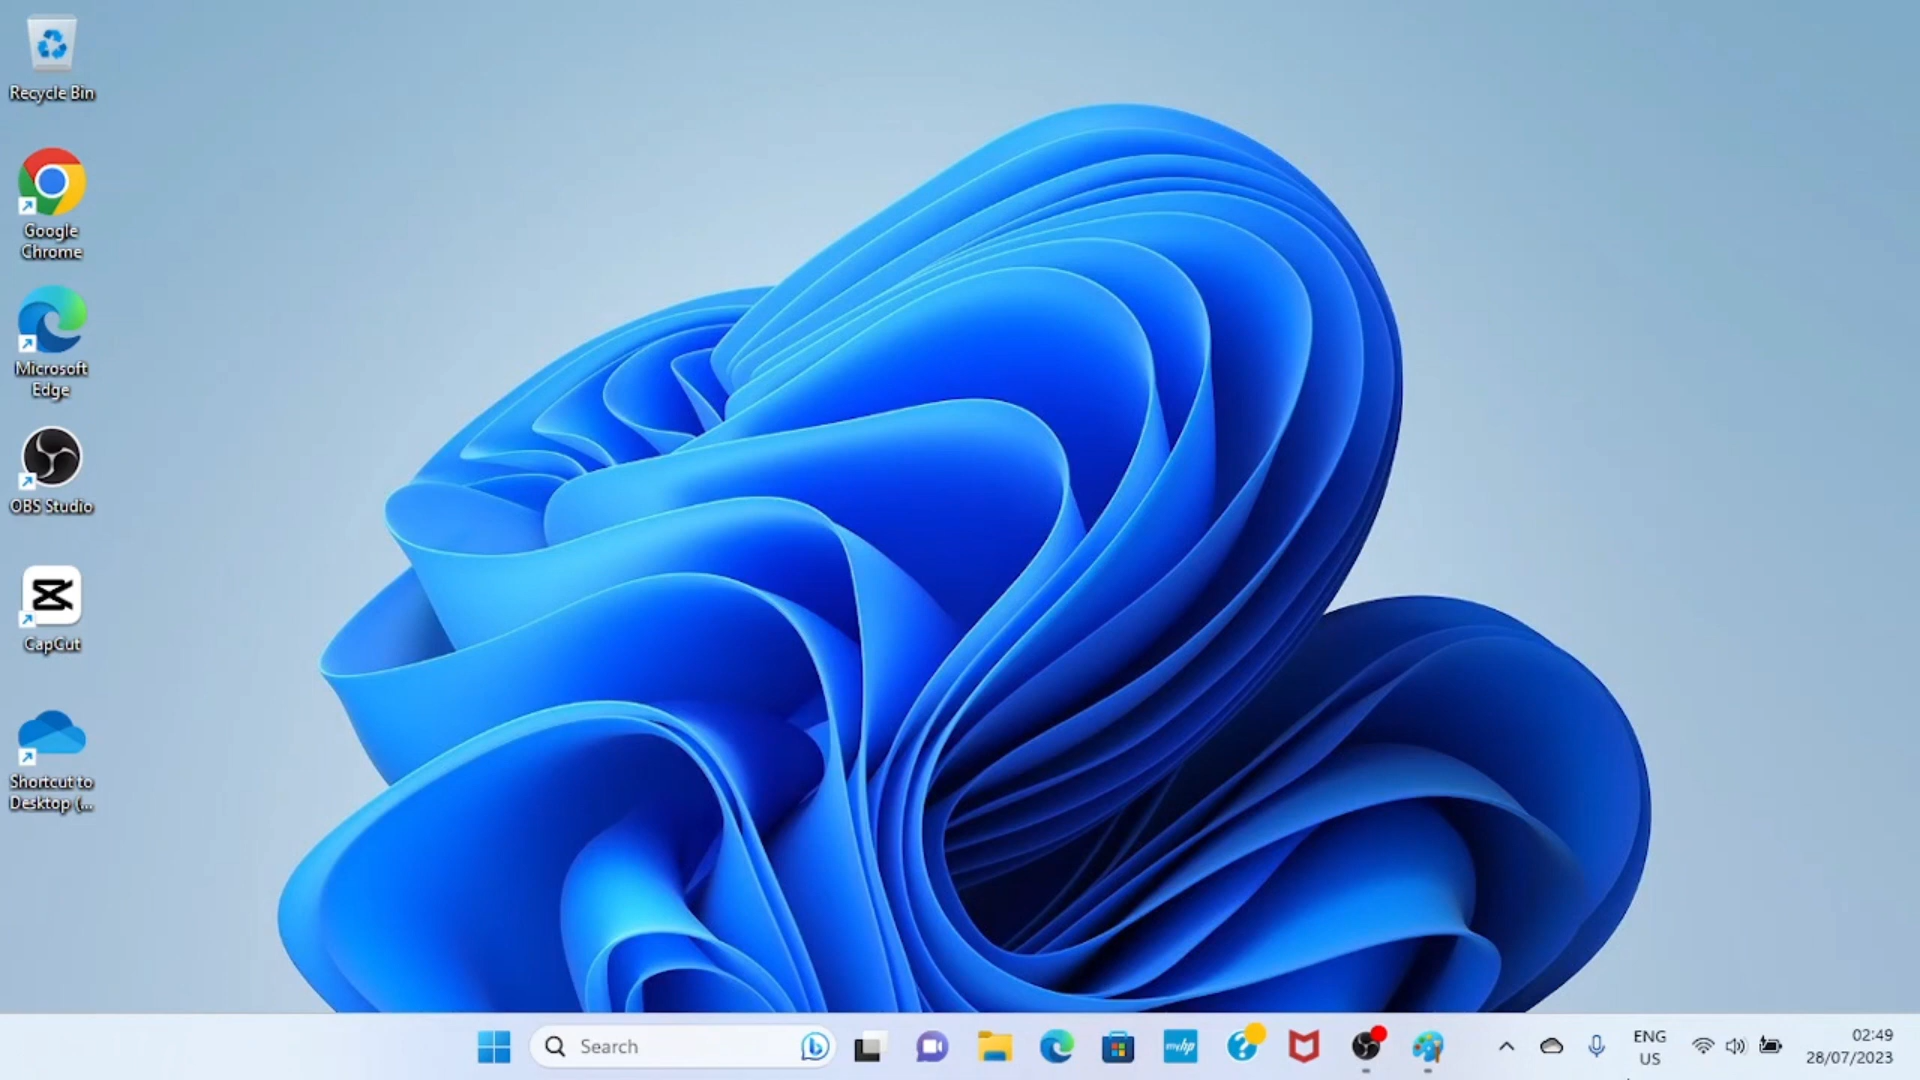 Recycle Bin
Google
Chrome
Microsoft
Edge
OBS Studio
CapCut
Shortcut to
Desktop (...
Search
myhp
ENG
US
02:49
28/07/2023